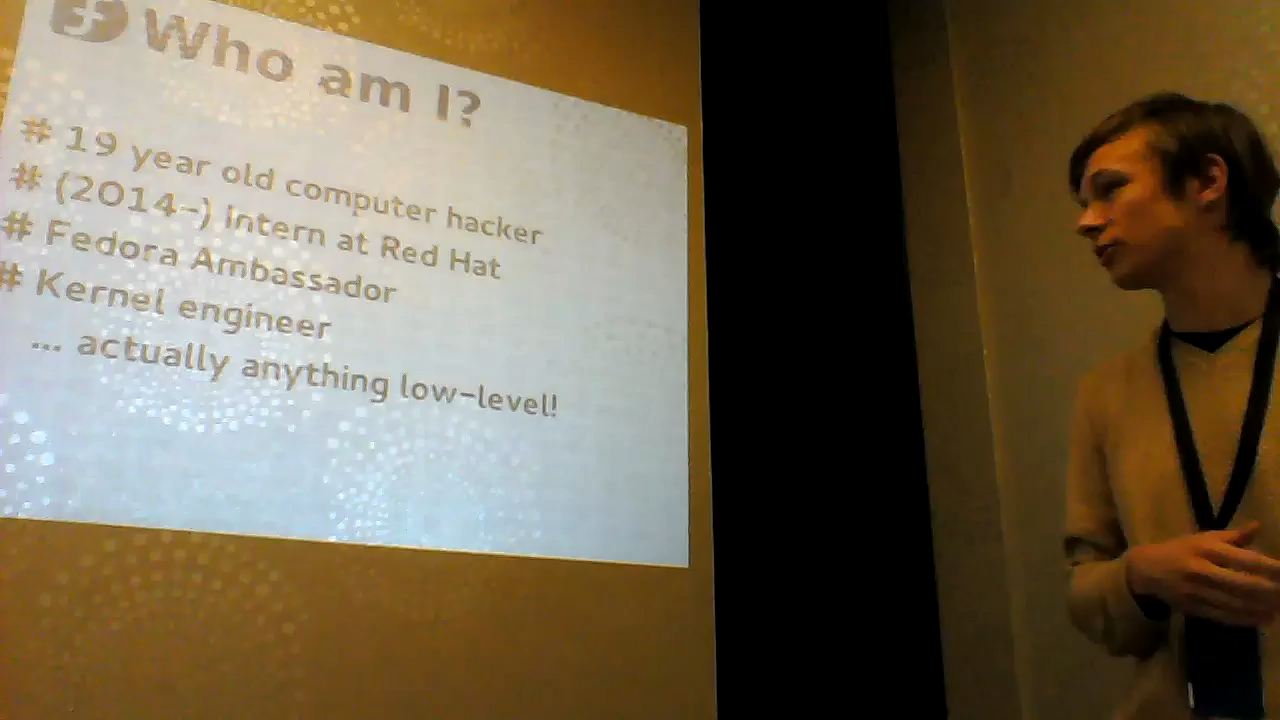 Who am I?
# 19 year old computer hacker
# (2014-) intern at Red Hat
# Fedora Ambassador
# Kernel engineer
... actually anything low-level!